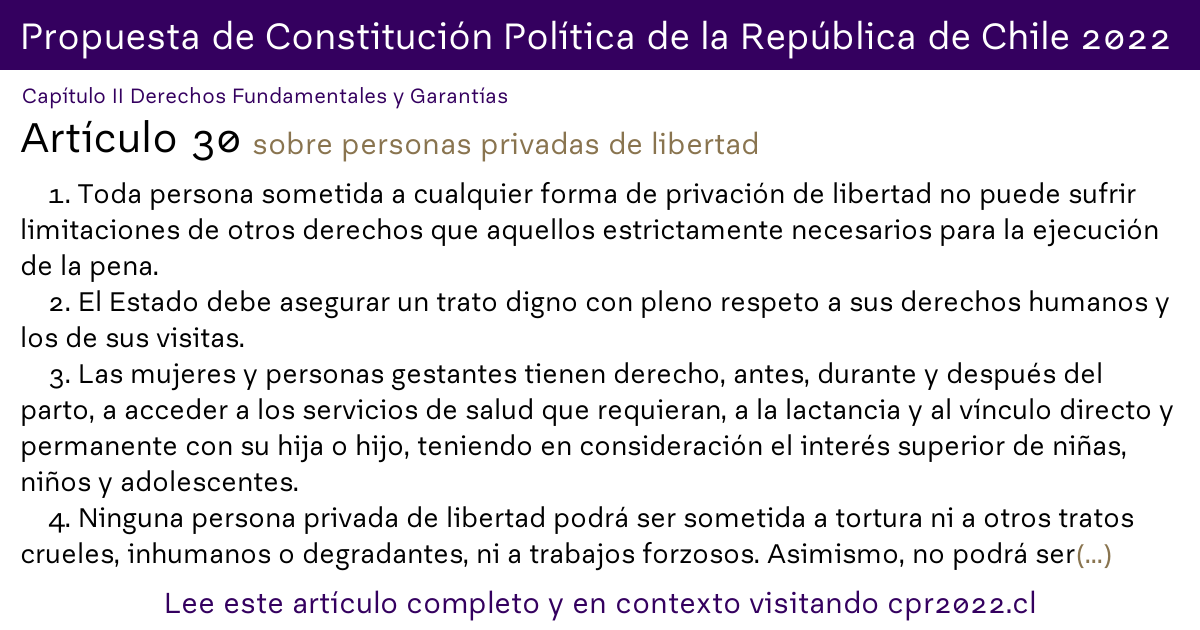 Propuesta de Constitución Política de la República de Chile 2022
Capítulo II Derechos Fundamentales y Garantías
Artículo 30 sobre personas privadas de libertad
1. Toda persona sometida a cualquier forma de privación de libertad no puede sufrir
limitaciones de otros derechos que aquellos estrictamente necesarios para la ejecución
de la pena.
2. El Estado debe asegurar un trato digno con pleno respeto a sus derechos humanos y
los de sus visitas.
3. Las mujeres y personas gestantes tienen derecho, antes, durante y después del
parto, a acceder a los servicios de salud que requieran, a la lactancia y al vínculo directo y
permanente con su hija o hijo, teniendo en consideración el interés superior de niñas,
niños y adolescentes.
4. Ninguna persona privada de libertad podrá ser sometida a tortura ni a otros tratos
crueles, inhumanos o degradantes, ni a trabajos forzosos. Asimismo, no podrá ser(...)
Lee este artículo completo y en contexto visitando cpr2022.cl